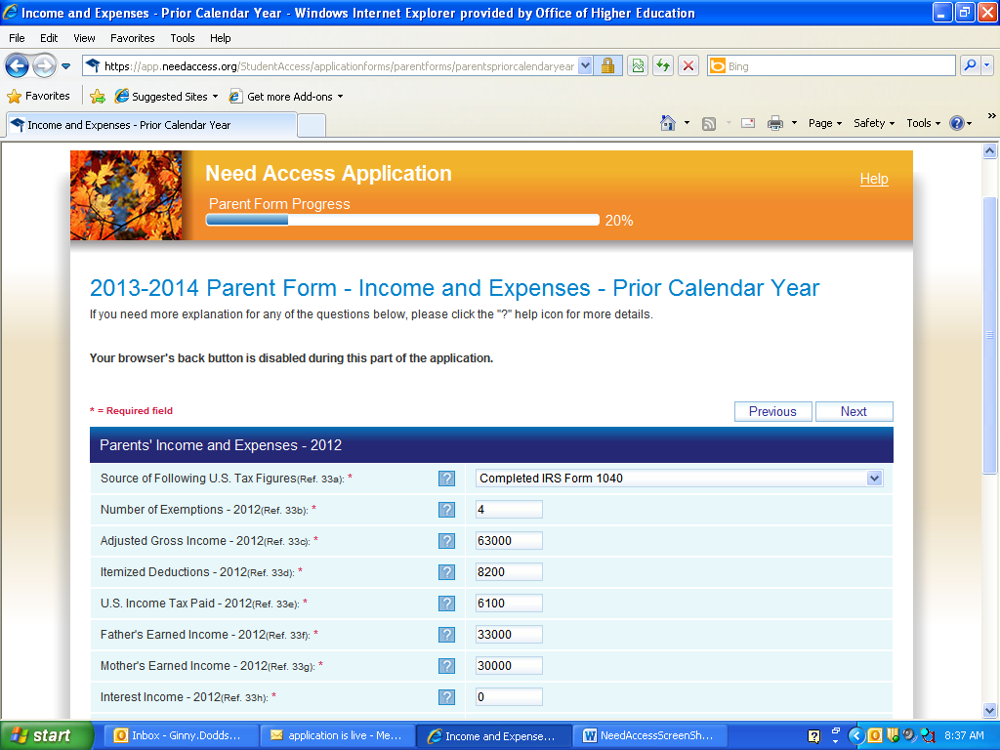 Income and Expenses - Prior Calendar Year - Windows Internet Explorer provided by Office of Higher Education
File Edit View Favorites Tools Help
https://app.needaccess.org/StudentAccess/applicationforms/parentforms/parentspriorcalendaryear Bing
Favorites Suggested Sites Get more Add-ons
Income and Expenses - Prior Calendar Year Page Safety Tools »
Need Access Application
Help
Parent Form Progress
20%
2013-2014 Parent Form - Income and Expenses - Prior Calendar Year
If you need more explanation for any of the questions below, please click the "?" help icon for more details.
Your browser's back button is disabled during this part of the application.
* = Required field Previous Next
Parents' Income and Expenses - 2012
Source of Following U.S. Tax Figures(Ref. 33a): * ? Completed IRS Form 1040
Number of Exemptions - 2012(Ref. 33b): * ? 4
Adjusted Gross Income - 2012(Ref. 33c): * ? 63000
Itemized Deductions - 2012(Ref. 33d): * ? 8200
U.S. Income Tax Paid - 2012(Ref. 33e): * ? 6100
Father's Earned Income - 2012(Ref. 33f): * ? 33000
Mother's Earned Income - 2012(Ref. 33g): * ? 30000
Interest Income - 2012(Ref. 33h): * ? 0
start Inbox - Ginny.Dodds... application is live - Me... Income and Expense... NeedAccessScreenSh... 8:37 AM